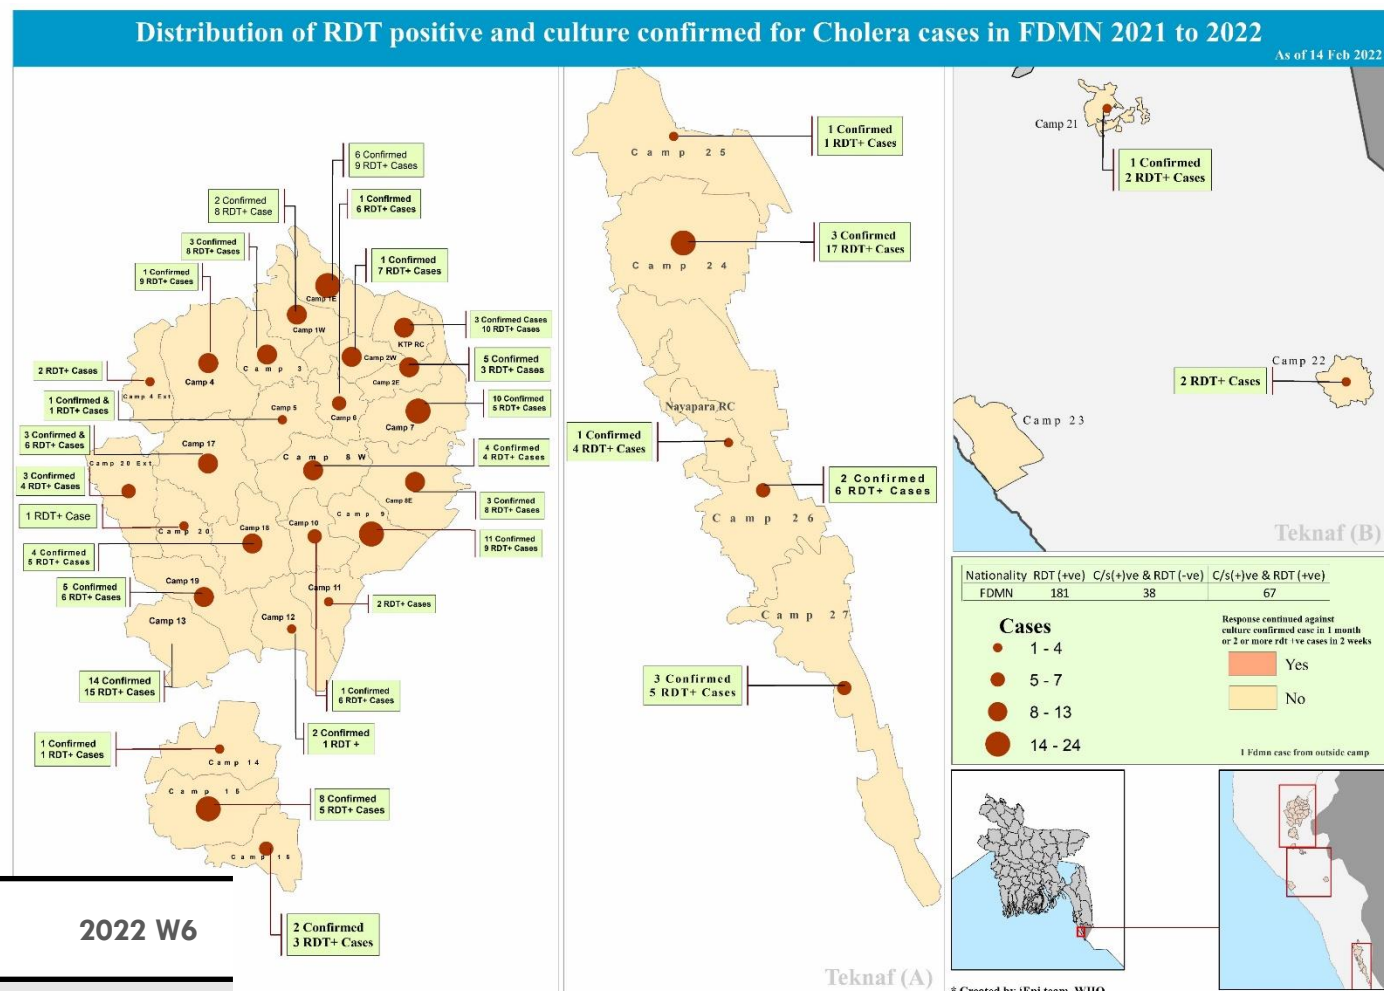 Distribution of RDT positive and culture confirmed for Cholera cases in FDMN 2021 to 2022
As of 14 Feb 2022
6 Confirmed
9 RDT+ Cases
2 Confirmed
8 RDT+ Case
1 Confirmed
6 RDT+ Cases
3 Confirmed
8 RDT+ Cases
1 Confirmed
7 RDT+ Cases
1 Confirmed
9 RDT+ Cases
Camp 1E
Camp 1W
3 Confirmed Cases
10 RDT+ Cases
KTP RC
Camp 2W
5 Confirmed
3 RDT+ Cases
2 RDT+ Cases
Camp 4
Camp 3
Camp 2E
Camp 4 Ext
1 Confirmed &
1 RDT+ Cases
Camp 5
Camp 6
Camp 7
10 Confirmed
5 RDT+ Cases
3 Confirmed &
6 RDT+ Cases
Camp 17
Camp 8W
4 Confirmed
4 RDT+ Cases
Camp 20 Ext
3 Confirmed
4 RDT+ Cases
Camp 8E
3 Confirmed
8 RDT+ Cases
1 RDT+ Case
Camp 20
Camp 18
Camp 10
Camp 9
11 Confirmed
9 RDT+ Cases
4 Confirmed
5 RDT+ Cases
Camp 19
Camp 11
5 Confirmed
6 RDT+ Cases
2 RDT+ Cases
Camp 13
Camp 12
14 Confirmed
15 RDT+ Cases
1 Confirmed
6 RDT+ Cases
2 Confirmed
1 RDT +
1 Confirmed
1 RDT+ Cases
Camp 14
Camp 15
8 Confirmed
5 RDT+ Cases
2 Confirmed
3 RDT+ Cases
2022 W6
1 Confirmed
1 RDT+ Cases
Camp 25
3 Confirmed
17 RDT+ Cases
Camp 24
Nayapara RC
1 Confirmed
4 RDT+ Cases
2 Confirmed
6 RDT+ Cases
Camp 26
Camp 27
3 Confirmed
5 RDT+ Cases
Teknaf (A)
Camp 21
1 Confirmed
2 RDT+ Cases
Camp 22
2 RDT+ Cases
Camp 23
Teknaf (B)
Nationality RDT (+ve) C/s(+)ve & RDT (-ve) C/s(+)ve & RDT (+ve)
FDMN 181 38 67
Cases
1 - 4
5 - 7
8 - 13
14 - 24
Response continued against
culture confirmed case in 1 month
or 2 or more rdt +ve cases in 2 weeks
Yes
No
1 Fdmn case from outside camp
* Created by iEpi team, WHO